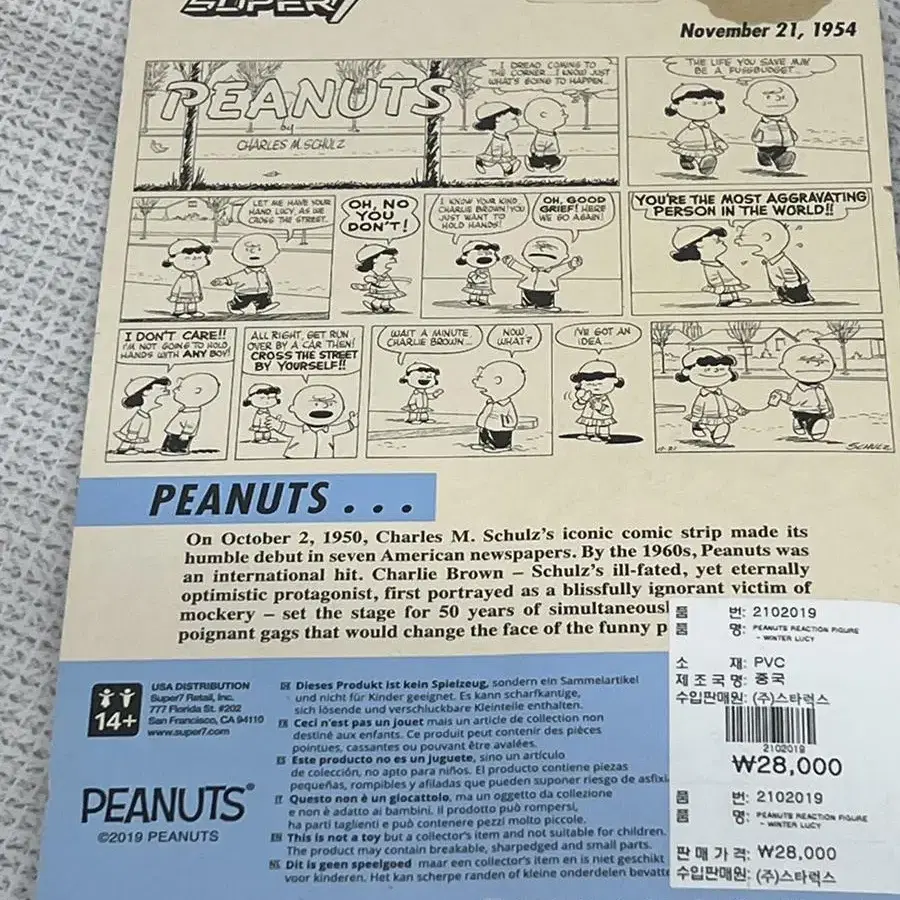 SUPER7
November 21, 1954
PEANUTS
by
CHARLES M. SCHULZ
I DREAD COMING TO
THE CORNER...I KNOW JUST
WHAT'S GOING TO HAPPEN...
THE LIFE YOU SAVE MAY
BE A FUSSBUDGET...
LET ME HAVE YOUR
HAND, LUCY, AS WE
CROSS THE STREET.
OH, NO
YOU
DON'T!
I KNOW YOUR KIND,
CHARLIE BROWN! YOU
JUST WANT TO
HOLD HANDS!
OH, GOOD
GRIEF! HERE
WE GO AGAIN!
YOU'RE THE MOST AGGRAVATING
PERSON IN THE WORLD!!
I DON'T CARE!!
I'M NOT GOING TO HOLD
HANDS WITH ANY BOY!
ALL RIGHT, GET RUN
OVER BY A CAR THEN!
CROSS THE STREET
BY YOURSELF!!
WAIT A MINUTE,
CHARLIE BROWN...
NOW
WHAT?
I'VE GOT AN
IDEA...
11-21
SCHULZ
PEANUTS . . .
On October 2, 1950, Charles M. Schulz's iconic comic strip made its
humble debut in seven American newspapers. By the 1960s, Peanuts was
an international hit. Charlie Brown – Schulz's ill-fated, yet eternally
optimistic protagonist, first portrayed as a blissfully ignorant victim of
mockery – set the stage for 50 years of simultaneousl
poignant gags that would change the face of the funny p
14+
USA DISTRIBUTION
Super7 Retail, Inc.
777 Florida St. #202
San Francisco, CA 94110
www.super7.com
PEANUTS®
©2019 PEANUTS
DE Dieses Produkt ist kein Spielzeug, sondern ein Sammelartikel
und nicht für Kinder geeignet. Es kann scharfkantige,
sich lösende und verschluckbare Kleinteile enthalten.
FR Ceci n'est pas un jouet mais un article de collection non
destiné aux enfants. Ce produit peut contenir des pièces
pointues, cassantes ou pouvant être avalées.
ES Este producto no es un juguete, sino un artículo
de colección, no apto para niños. El producto contiene piezas
pequeñas, rompibles y afiladas que pueden suponer riesgo de asfixi
IT Questo non è un giocattolo, ma un oggetto da collezione
e non è adatto ai bambini. Il prodotto può rompersi,
ha parti taglienti e può contenere pezzi molto piccole.
EN This is not a toy but a collector's item and not suitable for children.
The product may contain breakable, sharpedged and small parts.
NL Dit is geen speelgoed maar een collector's item en is niet geschikt
voor kinderen. Het kan scherpe randen of kleine onderdelen bevatte
품 번: 2102019
품 명: PEANUTS REACTION FIGURE
- WINTER LUCY
소 재: PVC
제조국명: 중국
수입판매원: (주)스타럭스
2102019
₩28,000
품 번: 2102019
품 명: PEANUTS REACTION FIGURE
- WINTER LUCY
판매가격: ₩28,000
수입판매원: (주)스타럭스